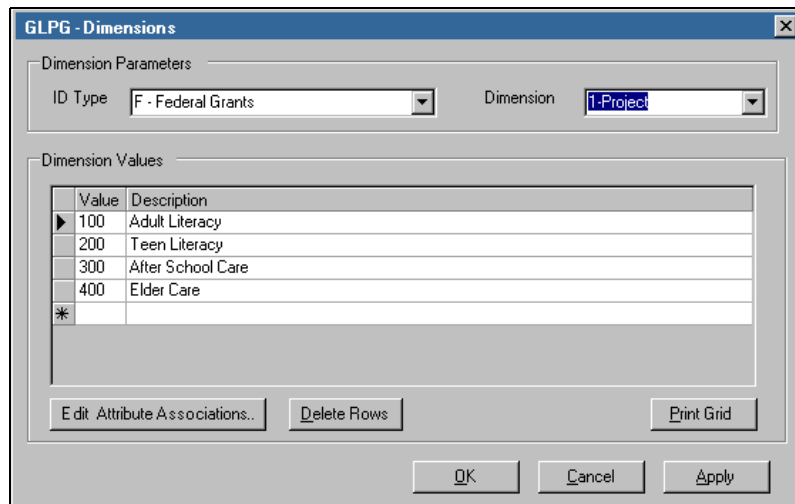 GLPG - Dimensions
Dimension Parameters
ID Type F - Federal Grants Dimension 1-Project
Dimension Values
Value Description
100 Adult Literacy
200 Teen Literacy
300 After School Care
400 Elder Care
Edit Attribute Associations.. Delete Rows Print Grid
OK Cancel Apply